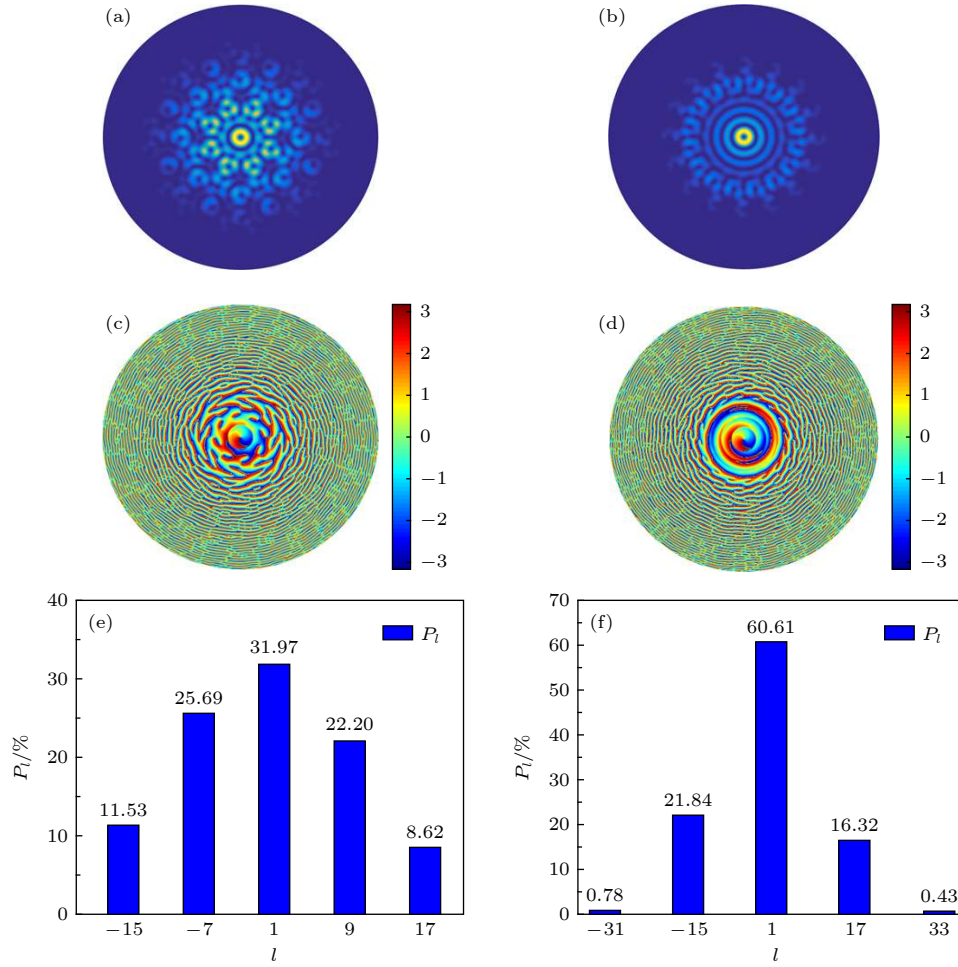 (a)
(b)
(c)
3
2
1
0
−1
−2
−3
(d)
3
2
1
0
−1
−2
−3
(e)
P_l
P_l/%
40
30
20
10
0
11.53
25.69
31.97
22.20
8.62
−15 −7 1 9 17
l
(f)
P_l
P_l/%
70
60
50
40
30
20
10
0
0.78
21.84
60.61
16.32
0.43
−31 −15 1 17 33
l